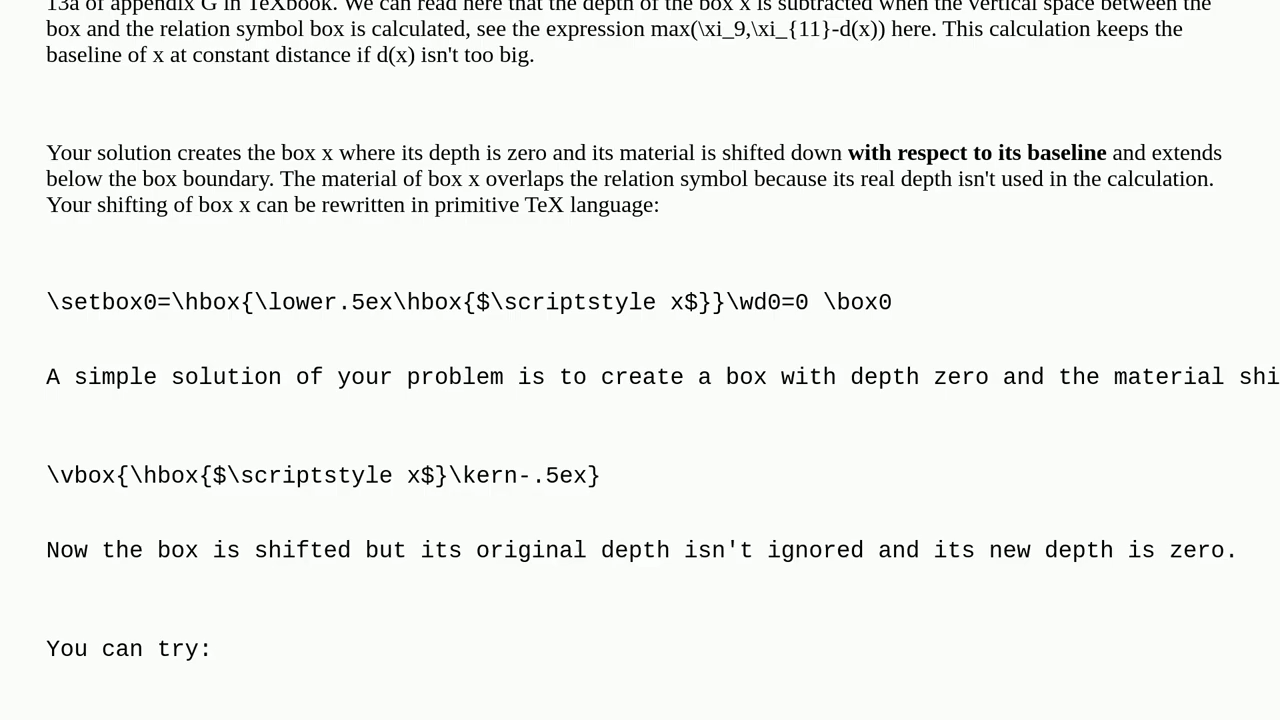 13a of appendix G in TeXbook. We can read here that the depth of the box x is subtracted when the vertical space between the
box and the relation symbol box is calculated, see the expression max(\xi_9,\xi_{11}-d(x)) here. This calculation keeps the
baseline of x at constant distance if d(x) isn't too big.
Your solution creates the box x where its depth is zero and its material is shifted down with respect to its baseline and extends
below the box boundary. The material of box x overlaps the relation symbol because its real depth isn't used in the calculation.
Your shifting of box x can be rewritten in primitive TeX language:
\setbox0=\hbox{\lower.5ex\hbox{$\scriptstyle x$}}\wd0=0 \box0
A simple solution of your problem is to create a box with depth zero and the material shi
\vbox{\hbox{$\scriptstyle x$}\kern-.5ex}
Now the box is shifted but its original depth isn't ignored and its new depth is zero.
You can try: